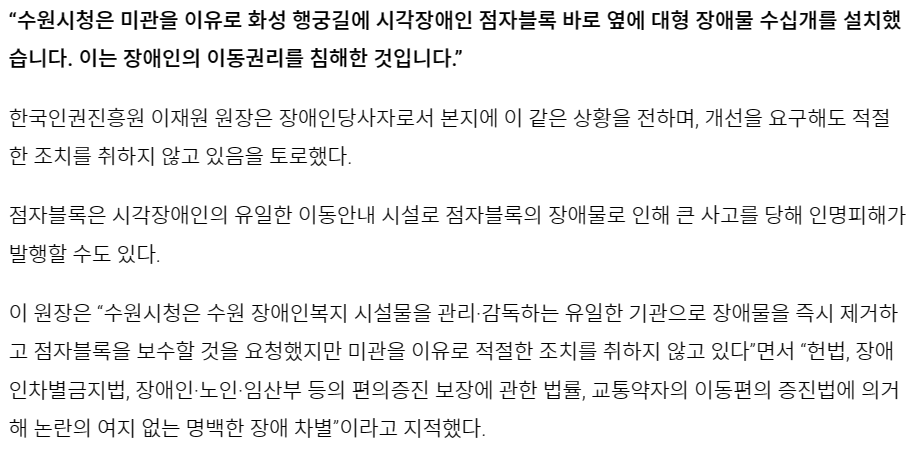 “수원시청은 미관을 이유로 화성 행궁길에 시각장애인 점자블록 바로 옆에 대형 장애물 수십개를 설치했
습니다. 이는 장애인의 이동권리를 침해한 것입니다.”
한국인권진흥원 이재원 원장은 장애인당사자로서 본지에 이 같은 상황을 전하며, 개선을 요구해도 적절
한 조치를 취하지 않고 있음을 토로했다.
점자블록은 시각장애인의 유일한 이동안내 시설로 점자블록의 장애물로 인해 큰 사고를 당해 인명피해가
발행할 수도 있다.
이 원장은 “수원시청은 수원 장애인복지 시설물을 관리·감독하는 유일한 기관으로 장애물을 즉시 제거하
고 점자블록을 보수할 것을 요청했지만 미관을 이유로 적절한 조치를 취하지 않고 있다”면서 “헌법, 장애
인차별금지법, 장애인·노인·임산부 등의 편의증진 보장에 관한 법률, 교통약자의 이동편의 증진법에 의거
해 논란의 여지 없는 명백한 장애 차별”이라고 지적했다.